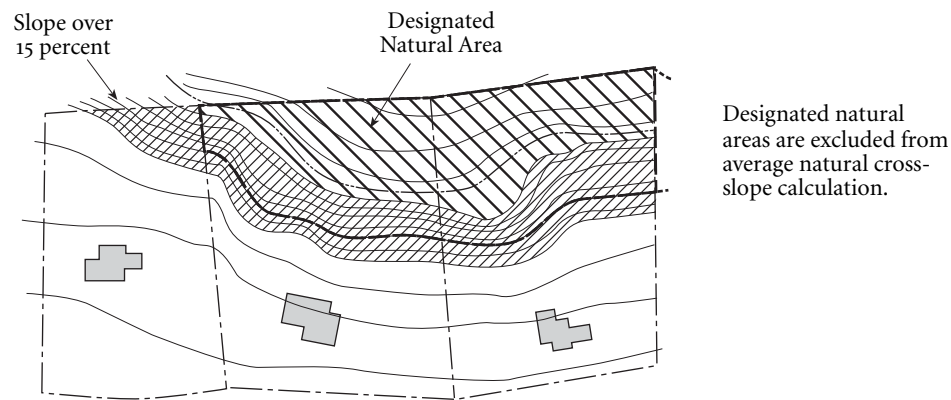 Slope over
15 percent
Designated
Natural Area
Designated natural
areas are excluded from
average natural cross-
slope calculation.